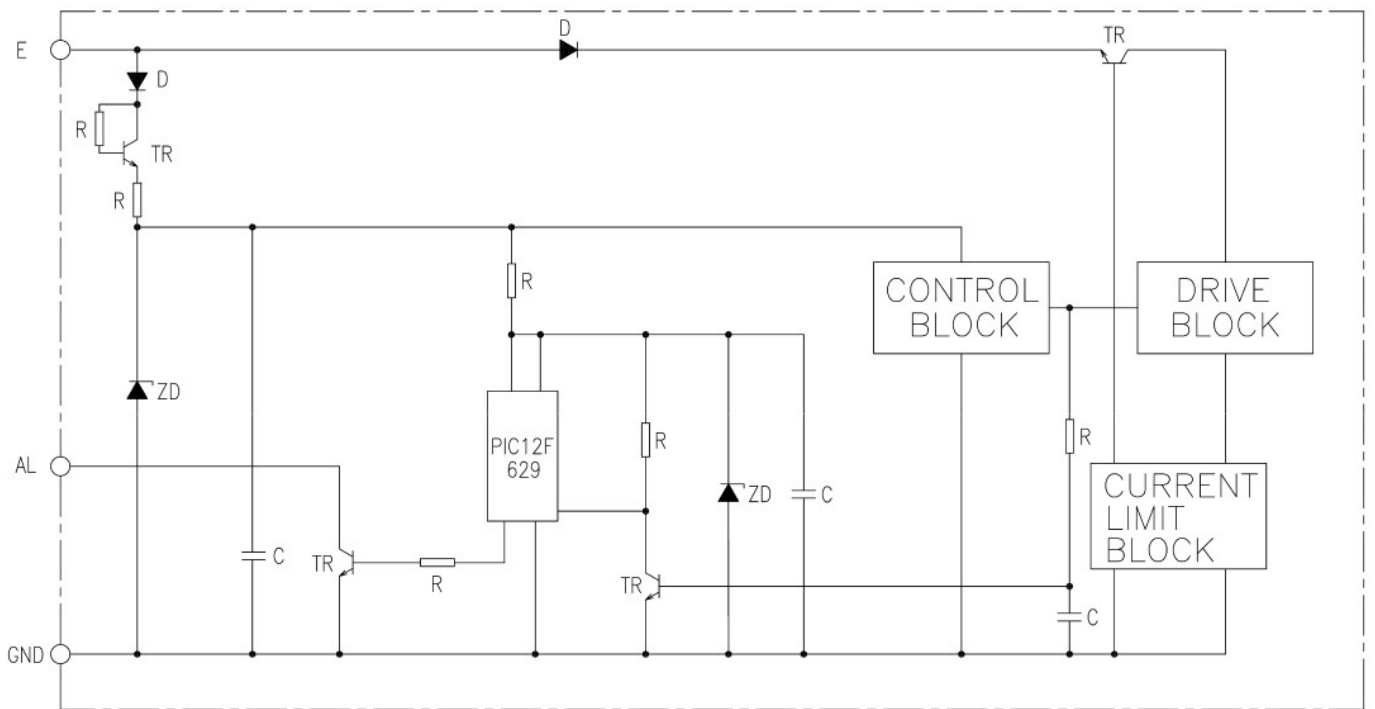 D
TR
E
D
R
TR
R
R
CONTROL
BLOCK
DRIVE
BLOCK
ZD
PIC12F
629
R
R
AL
ZD
C
CURRENT
LIMIT
BLOCK
C
TR
R
TR
C
GND